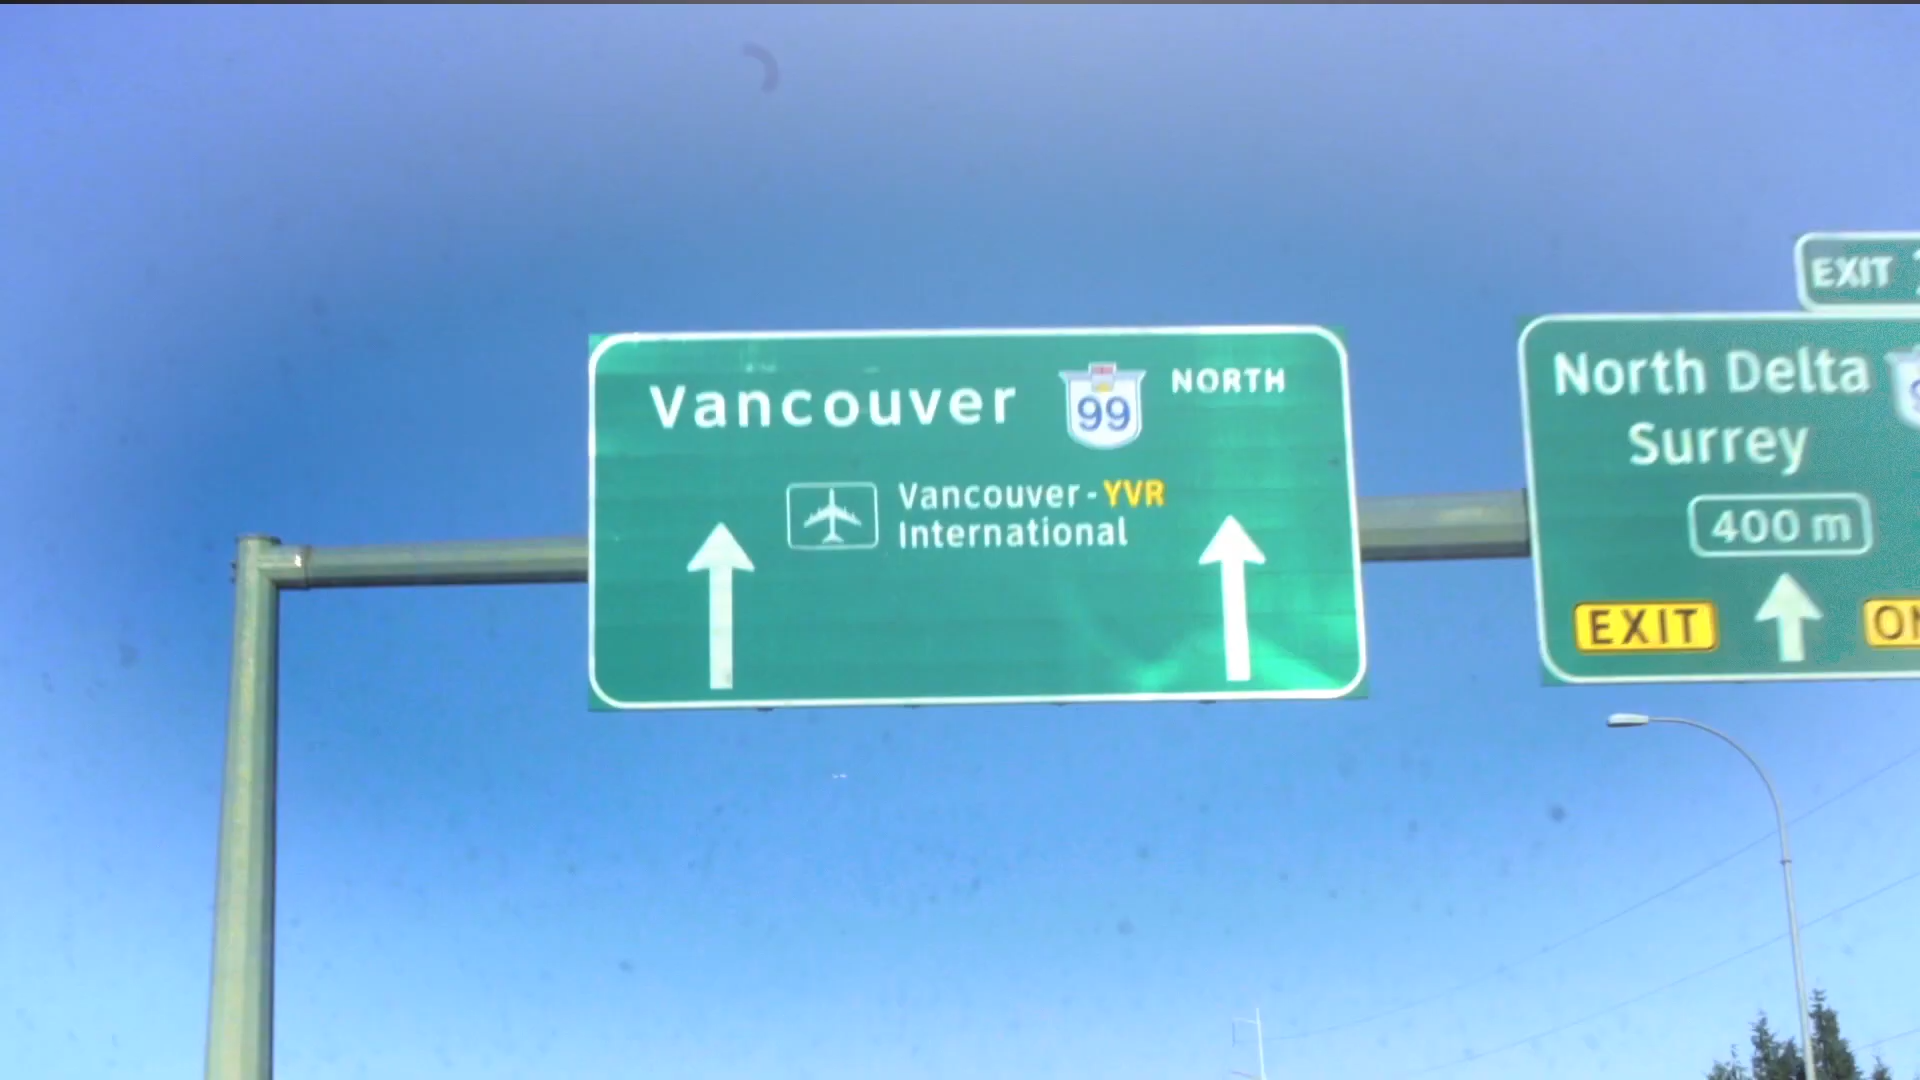 Vancouver
99
NORTH
Vancouver - YVR
International
EXIT
North Delta
Surrey
400 m
EXIT